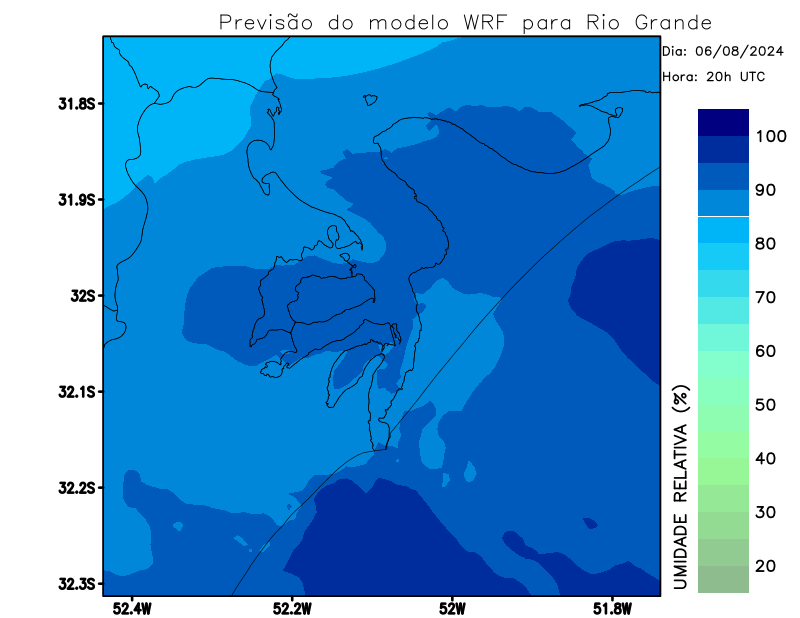 Previsão do modelo WRF para Rio Grande
Dia: 06/08/2024
Hora: 20h UTC
31.8S
31.9S
32S
32.1S
32.2S
32.3S
52.4W
52.2W
52W
51.8W
100
90
80
70
60
50
40
30
20
UMIDADE RELATIVA (%)